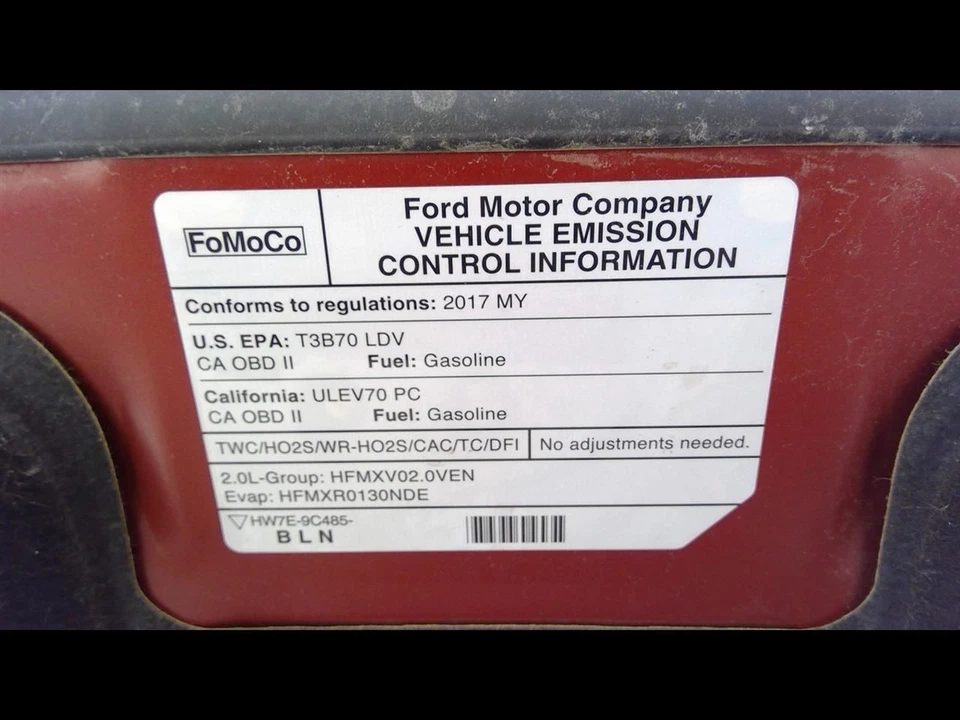 FoMoCo
Ford Motor Company
VEHICLE EMISSION
CONTROL INFORMATION
Conforms to regulations: 2017 MY
U.S. EPA: T3B70 LDV
CA OBD II Fuel: Gasoline
California: ULEV70 PC
CA OBD II Fuel: Gasoline
TWC/HO2S/WR-HO2S/CAC/TC/DFI No adjustments needed.
2.0L-Group: HFMXV02.0VEN
Evap: HFMXR0130NDE
HW7E-9C485-
B L N